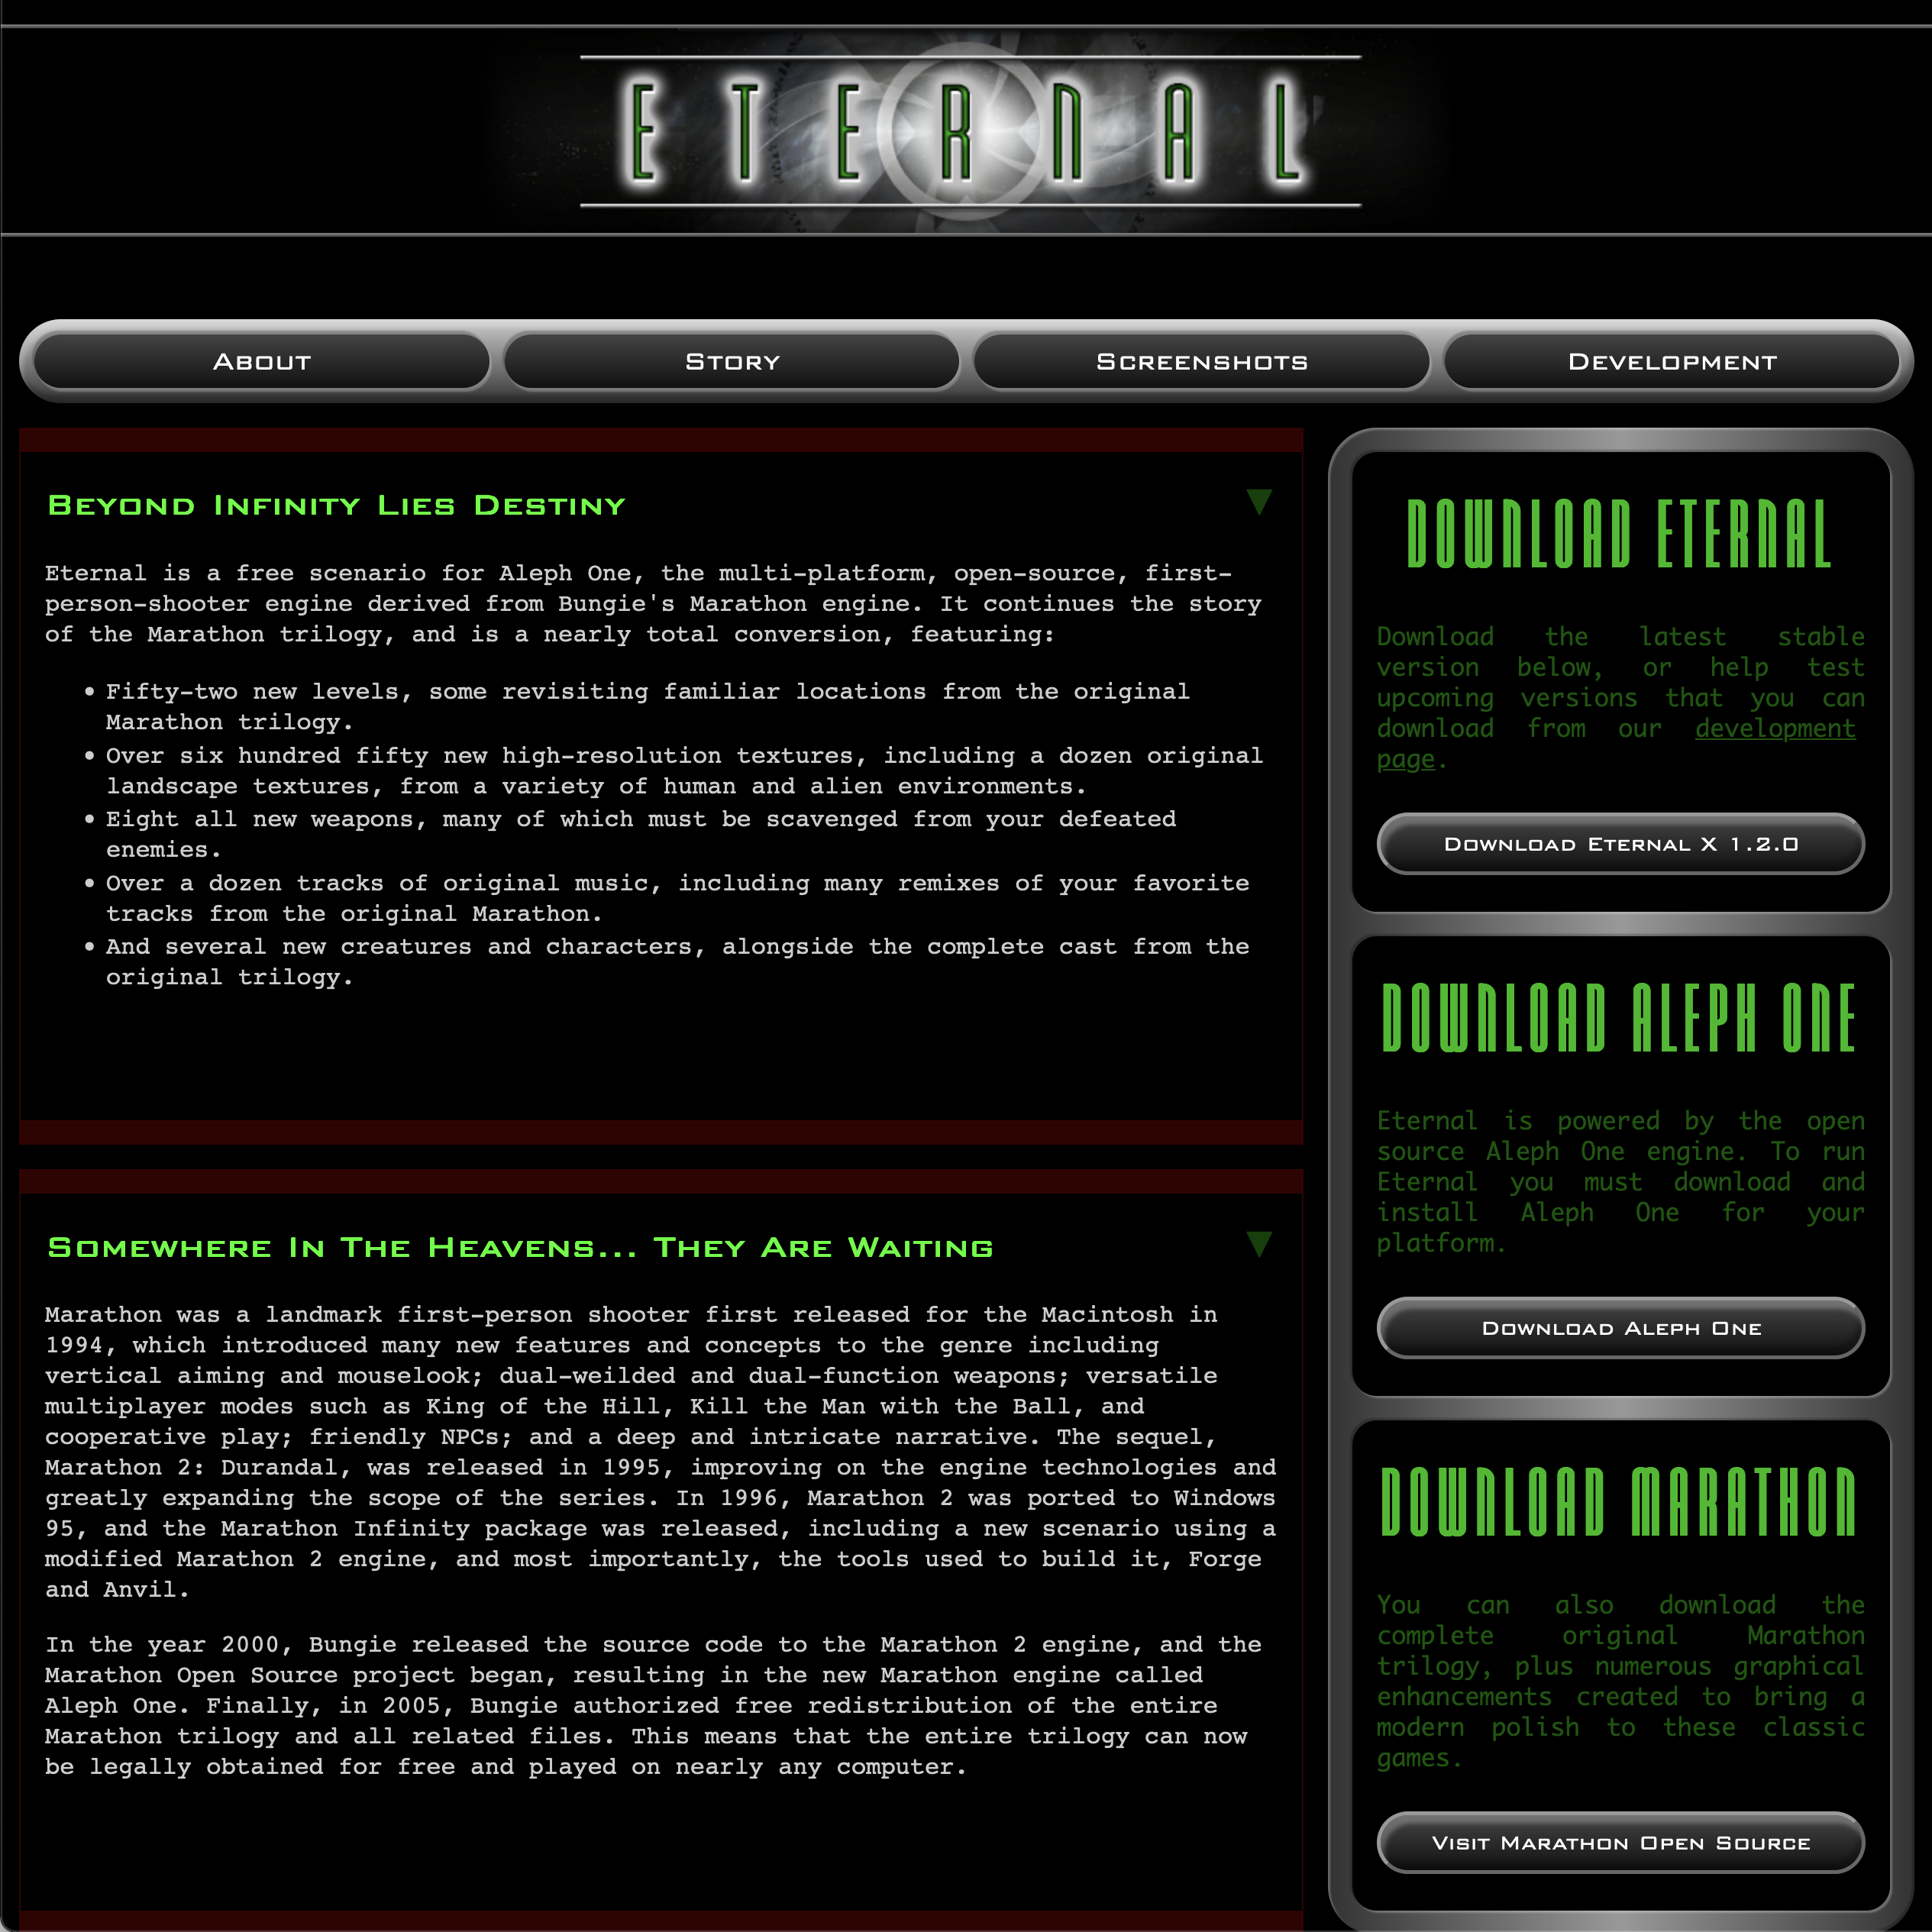 ETERNAL
About
Story
Screenshots
Development
Beyond Infinity Lies Destiny
▼
Eternal is a free scenario for Aleph One, the multi-platform, open-source, first-
person-shooter engine derived from Bungie's Marathon engine. It continues the story
of the Marathon trilogy, and is a nearly total conversion, featuring:
• Fifty-two new levels, some revisiting familiar locations from the original
Marathon trilogy.
• Over six hundred fifty new high-resolution textures, including a dozen original
landscape textures, from a variety of human and alien environments.
• Eight all new weapons, many of which must be scavenged from your defeated
enemies.
• Over a dozen tracks of original music, including many remixes of your favorite
tracks from the original Marathon.
• And several new creatures and characters, alongside the complete cast from the
original trilogy.
Somewhere In The Heavens... They Are Waiting
▼
Marathon was a landmark first-person shooter first released for the Macintosh in
1994, which introduced many new features and concepts to the genre including
vertical aiming and mouselook; dual-weilded and dual-function weapons; versatile
multiplayer modes such as King of the Hill, Kill the Man with the Ball, and
cooperative play; friendly NPCs; and a deep and intricate narrative. The sequel,
Marathon 2: Durandal, was released in 1995, improving on the engine technologies and
greatly expanding the scope of the series. In 1996, Marathon 2 was ported to Windows
95, and the Marathon Infinity package was released, including a new scenario using a
modified Marathon 2 engine, and most importantly, the tools used to build it, Forge
and Anvil.
In the year 2000, Bungie released the source code to the Marathon 2 engine, and the
Marathon Open Source project began, resulting in the new Marathon engine called
Aleph One. Finally, in 2005, Bungie authorized free redistribution of the entire
Marathon trilogy and all related files. This means that the entire trilogy can now
be legally obtained for free and played on nearly any computer.
DOWNLOAD ETERNAL
Download the latest stable
version below, or help test
upcoming versions that you can
download from our development
page.
Download Eternal X 1.2.0
DOWNLOAD ALEPH ONE
Eternal is powered by the open
source Aleph One engine. To run
Eternal you must download and
install Aleph One for your
platform.
Download Aleph One
DOWNLOAD MARATHON
You can also download the
complete original Marathon
trilogy, plus numerous graphical
enhancements created to bring a
modern polish to these classic
games.
Visit Marathon Open Source